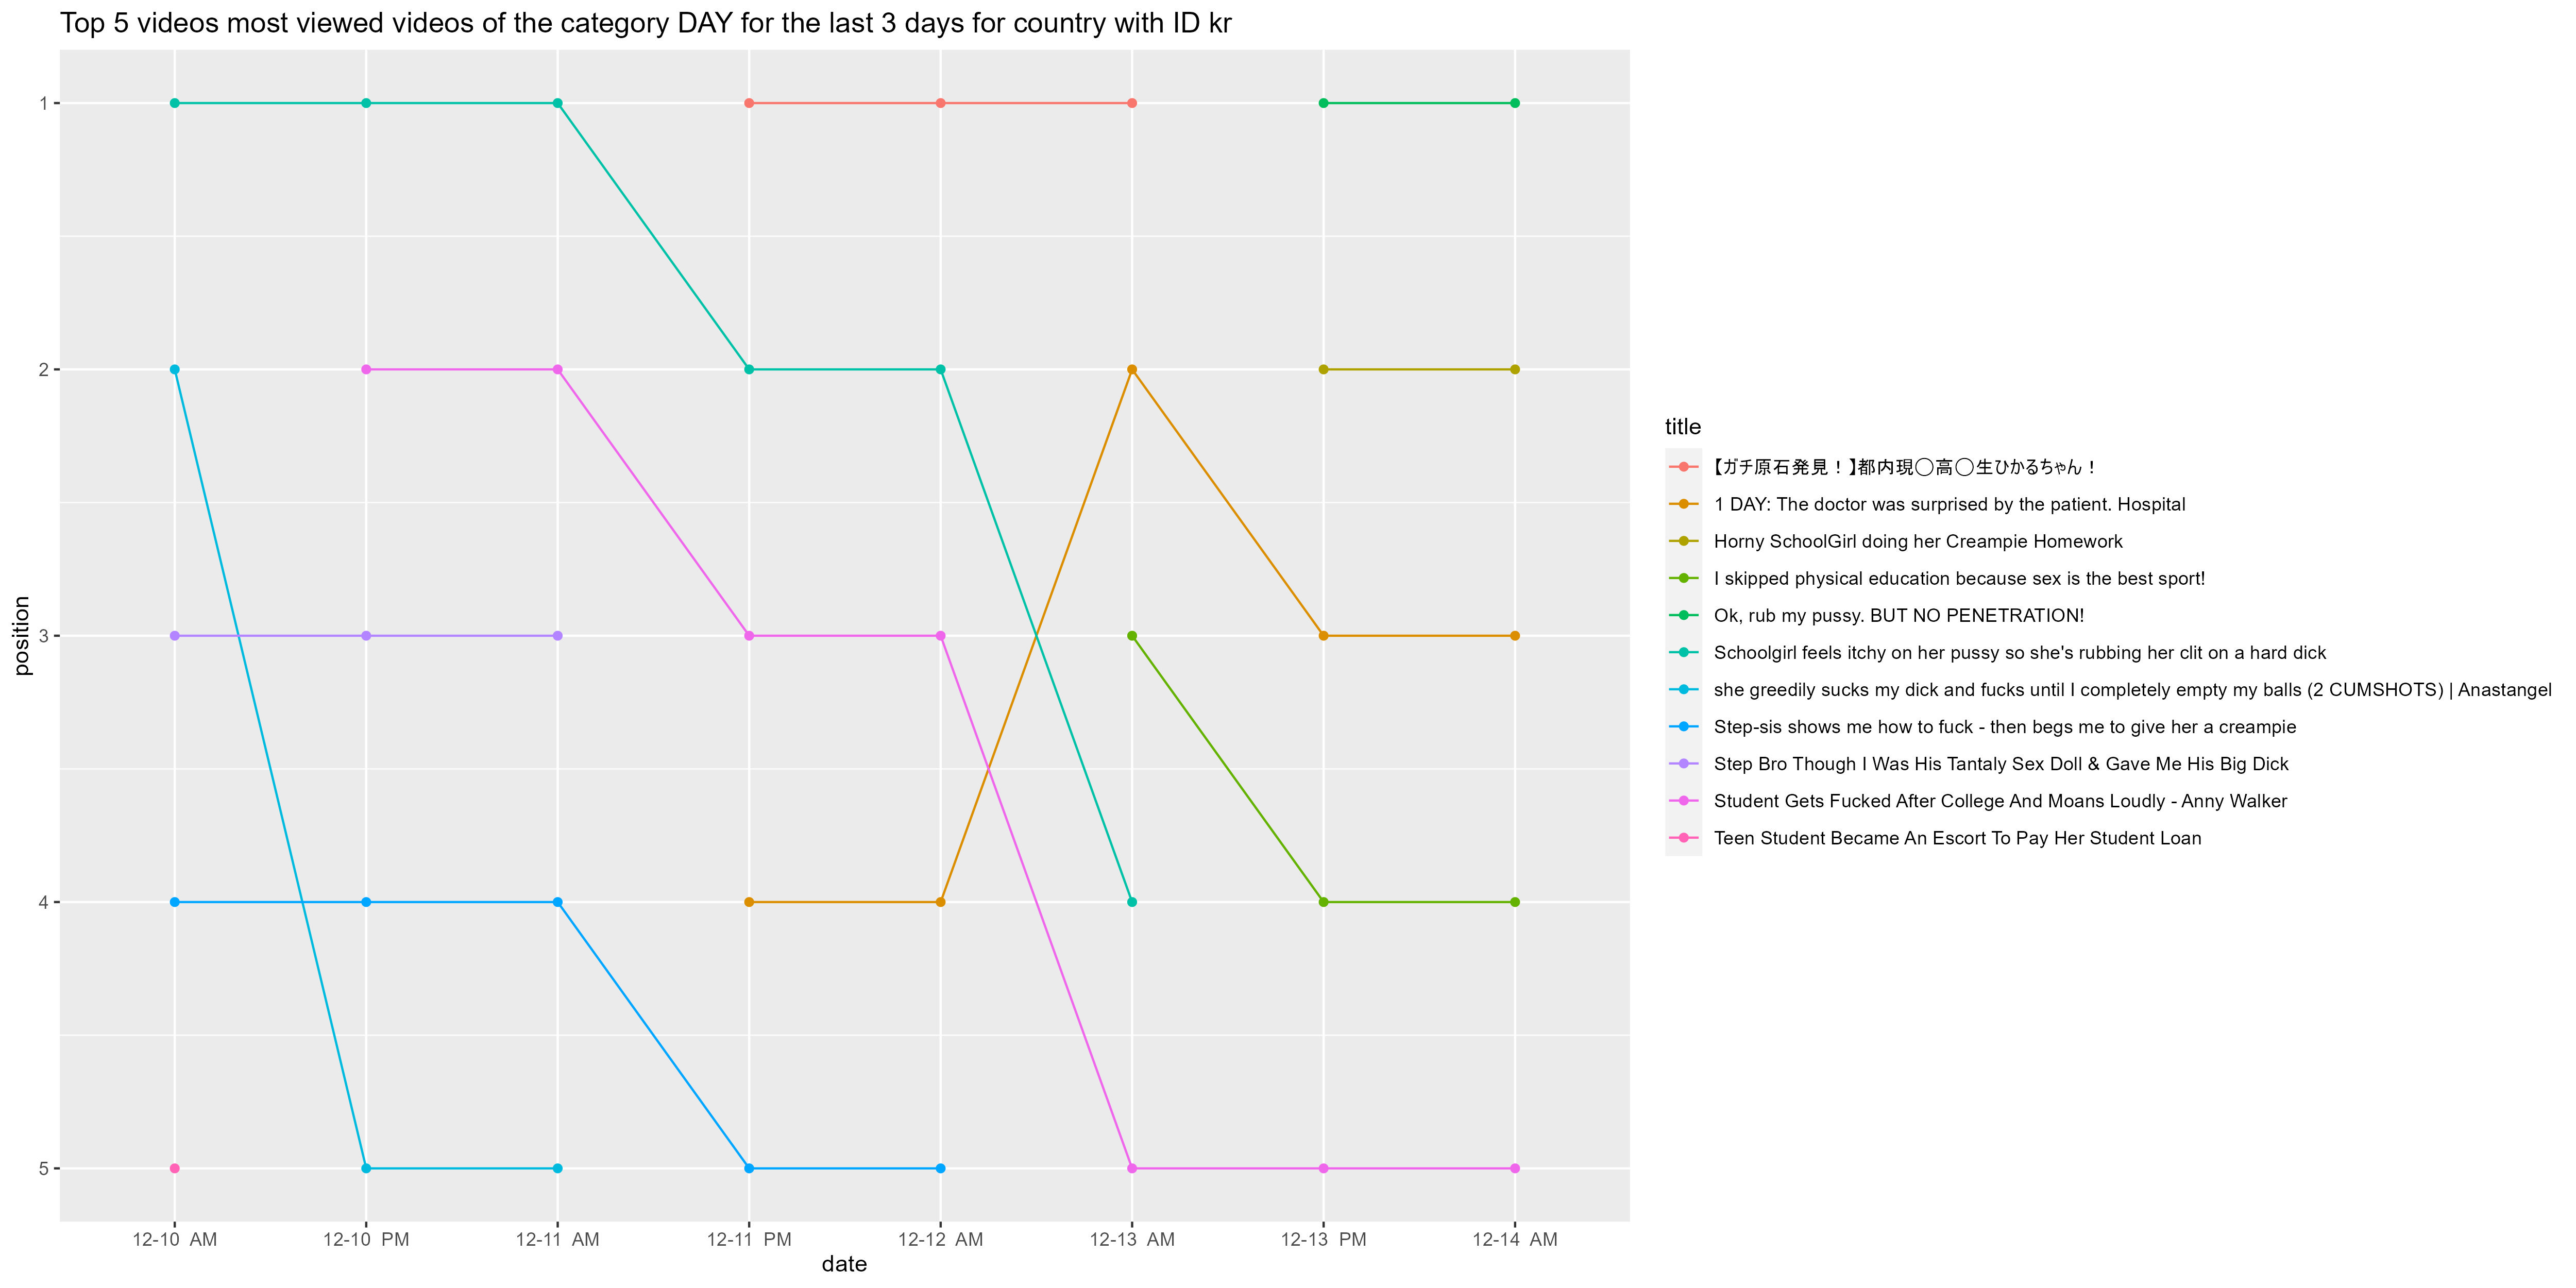 Top 5 videos most viewed videos of the category DAY for the last 3 days for country with ID kr
position
1
2
3
4
5
12-10 AM
12-10 PM
12-11 AM
12-11 PM
12-12 AM
12-13 AM
12-13 PM
12-14 AM
date
title
【ガチ原石発見！】都内現◯高◯生ひかるちゃん！
1 DAY: The doctor was surprised by the patient. Hospital
Horny SchoolGirl doing her Creampie Homework
I skipped physical education because sex is the best sport!
Ok, rub my pussy. BUT NO PENETRATION!
Schoolgirl feels itchy on her pussy so she's rubbing her clit on a hard dick
she greedily sucks my dick and fucks until I completely empty my balls (2 CUMSHOTS) | Anastangel
Step-sis shows me how to fuck - then begs me to give her a creampie
Step Bro Though I Was His Tantaly Sex Doll & Gave Me His Big Dick
Student Gets Fucked After College And Moans Loudly - Anny Walker
Teen Student Became An Escort To Pay Her Student Loan